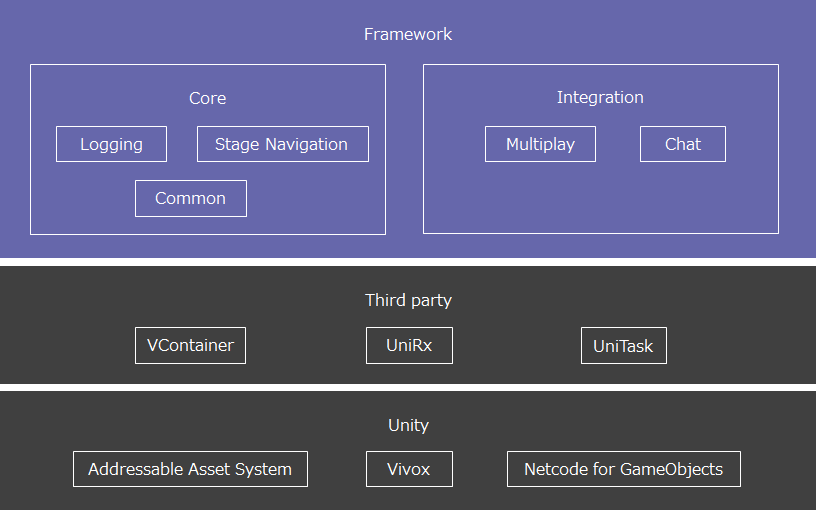 Framework
Core
Integration
Logging
Stage Navigation
Multiplay
Chat
Common
Third party
VContainer
UniRx
UniTask
Unity
Addressable Asset System
Vivox
Netcode for GameObjects